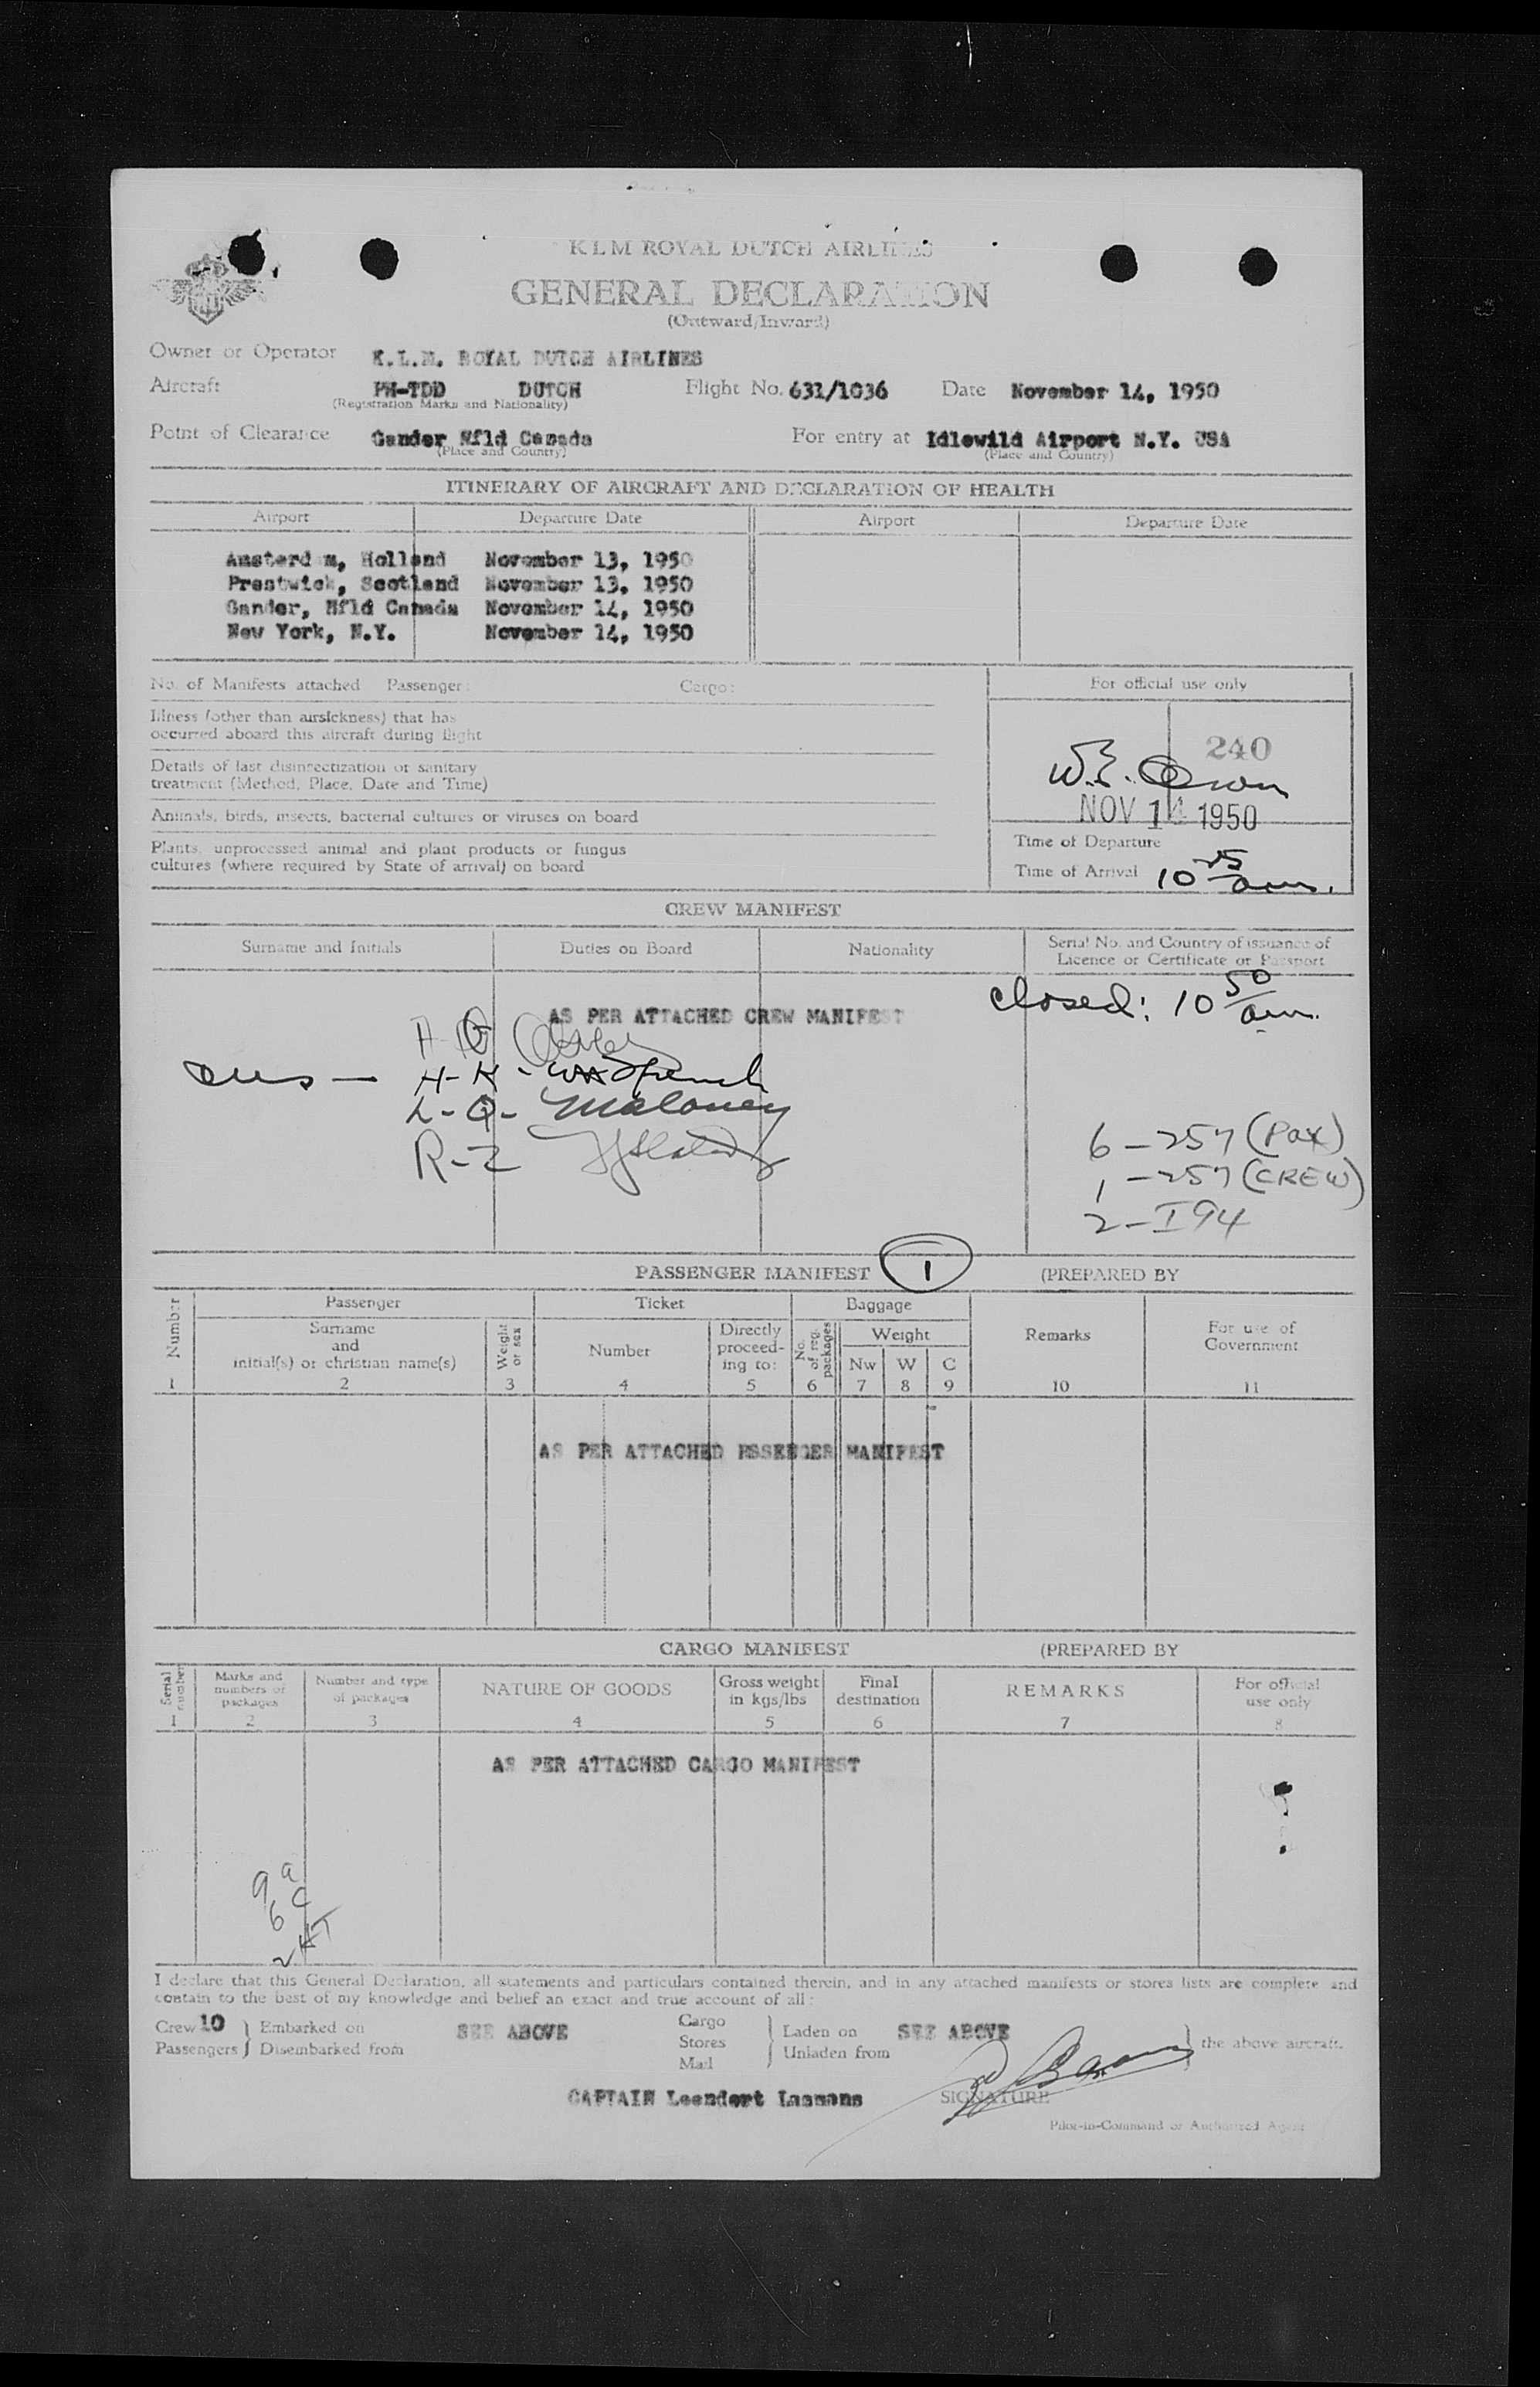 KLM ROYAL DUTCH AIRLINES
GENERAL DECLARATION
(Outward/Inward)
Owner or Operator K.L.M. ROYAL DUTCH AIRLINES
Aircraft PH-TDD DUTCH Flight No. 631/1036 Date November 14, 1950
(Registration Marks and Nationality)
Point of Clearance Gander Nfld Canada For entry at Idlewild Airport N.Y. USA
(Place and Country) (Place and Country)
ITINERARY OF AIRCRAFT AND DECLARATION OF HEALTH
Airport Departure Date Airport Departure Date
Amsterd m, Holland November 13, 1950
Prestwick, Scotland November 13, 1950
Gander, Nfld Canada November 14, 1950
New York, N.Y. November 14, 1950
No. of Manifests attached Passenger: Cargo: For official use only
Illness (other than airsickness) that has
occurred aboard this aircraft during flight
240
Details of last disinsectization or sanitary
treatment (Method, Place, Date and Time)
W.E.
NOV 14 1950
Animals, birds, insects, bacterial cultures or viruses on board
Time of Departure
Plants, unprocessed animal and plant products or fungus
cultures (where required by State of arrival) on board
Time of Arrival 10 25 am.
CREW MANIFEST
Surname and Initials Duties on Board Nationality Serial No. and Country of issuance of
Licence or Certificate or Passport
closed: 10 50 am.
AS PER ATTACHED CREW MANIFEST
H-K-
L-Q- Maloney
R-Z
6-257 (Pax)
1-257 (CREW)
2-I94
PASSENGER MANIFEST 1 (PREPARED BY
Number Passenger Ticket Baggage
Surname
and
initial(s) or christian name(s)
Weight or sex
Number
Directly
proceed-
ing to:
No. of reg. packages
Weight
Nw W C
Remarks
For use of
Government
1 2 3 4 5 6 7 8 9 10 11
AS PER ATTACHED PSSENGER MANIFEST
CARGO MANIFEST (PREPARED BY
Serial number
Marks and
numbers of
packages
Number and type
of packages
NATURE OF GOODS
Gross weight
in kgs/lbs
Final
destination
REMARKS
For official
use only
1 2 3 4 5 6 7 8
AS PER ATTACHED CARGO MANIFEST
9 a
6 c
2
I declare that this General Declaration, all statements and particulars contained therein, and in any attached manifests or stores lists are complete and
contain to the best of my knowledge and belief an exact and true account of all:
Crew 10 Embarked on SEE ABOVE Cargo Laden on SEE ABOVE
Passengers Disembarked from Stores Unladen from the above aircraft.
Mail
CAPTAIN Leendert Lasmans SIGNATURE
Pilot-in-Command or Authorized Agent